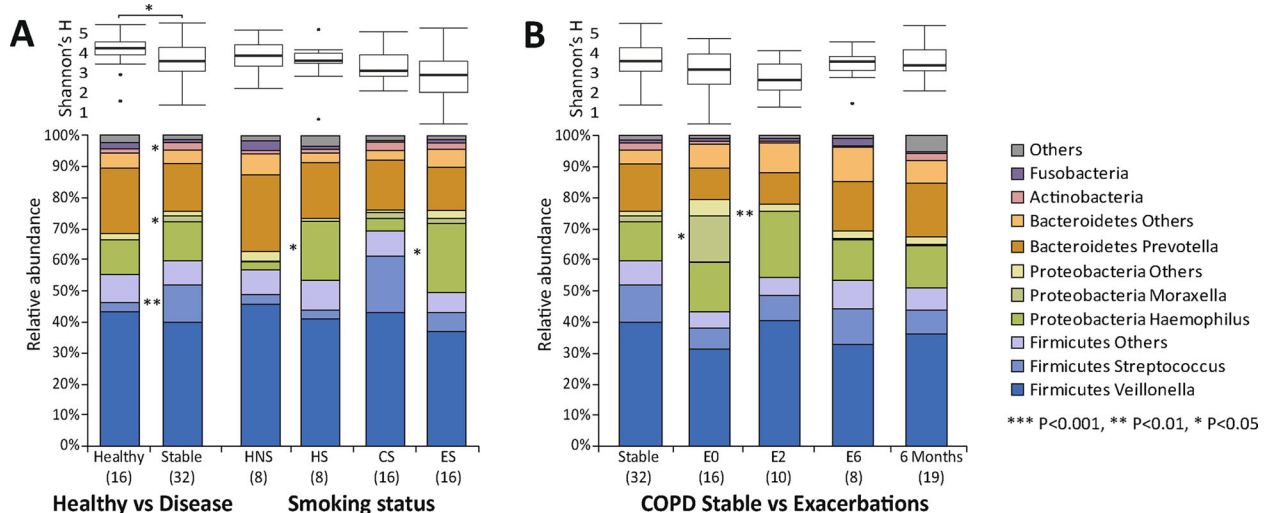 A
Shannon's H
5
4
3
2
1
*
Relative abundance
100%
90%
80%
70%
60%
50%
40%
30%
20%
10%
0%
*
*
**
*
*
Healthy Stable HNS HS CS ES
(16) (32) (8) (8) (16) (16)
Healthy vs Disease Smoking status
B
Shannon's H
5
4
3
2
1
Relative abundance
100%
90%
80%
70%
60%
50%
40%
30%
20%
10%
0%
*
**
Stable E0 E2 E6 6 Months
(32) (16) (10) (8) (19)
COPD Stable vs Exacerbations
Others
Fusobacteria
Actinobacteria
Bacteroidetes Others
Bacteroidetes Prevotella
Proteobacteria Others
Proteobacteria Moraxella
Proteobacteria Haemophilus
Firmicutes Others
Firmicutes Streptococcus
Firmicutes Veillonella
*** P<0.001, ** P<0.01, * P<0.05